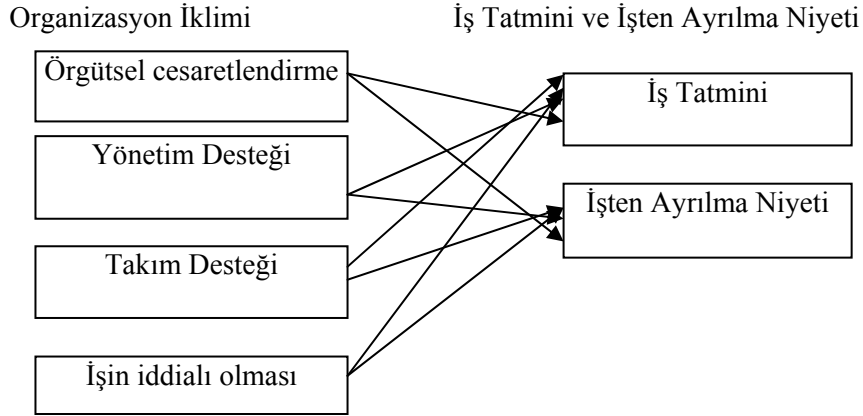 Organizasyon İklimi
İş Tatmini ve İşten Ayrılma Niyeti
Örgütsel cesaretlendirme
İş Tatmini
Yönetim Desteği
İşten Ayrılma Niyeti
Takım Desteği
İşin iddialı olması